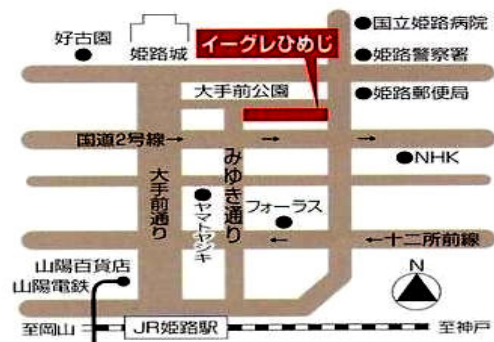 国立姫路病院
好古園
姫路城
イーグレひめじ
姫路警察署
大手前公園
姫路郵便局
国道2号線→
→
→
NHK
大手前通り
みゆき通り
ヤマトヤシキ
フォーラス
←
←十二所前線
山陽百貨店
山陽電鉄
N
至岡山
JR姫路駅
至神戸